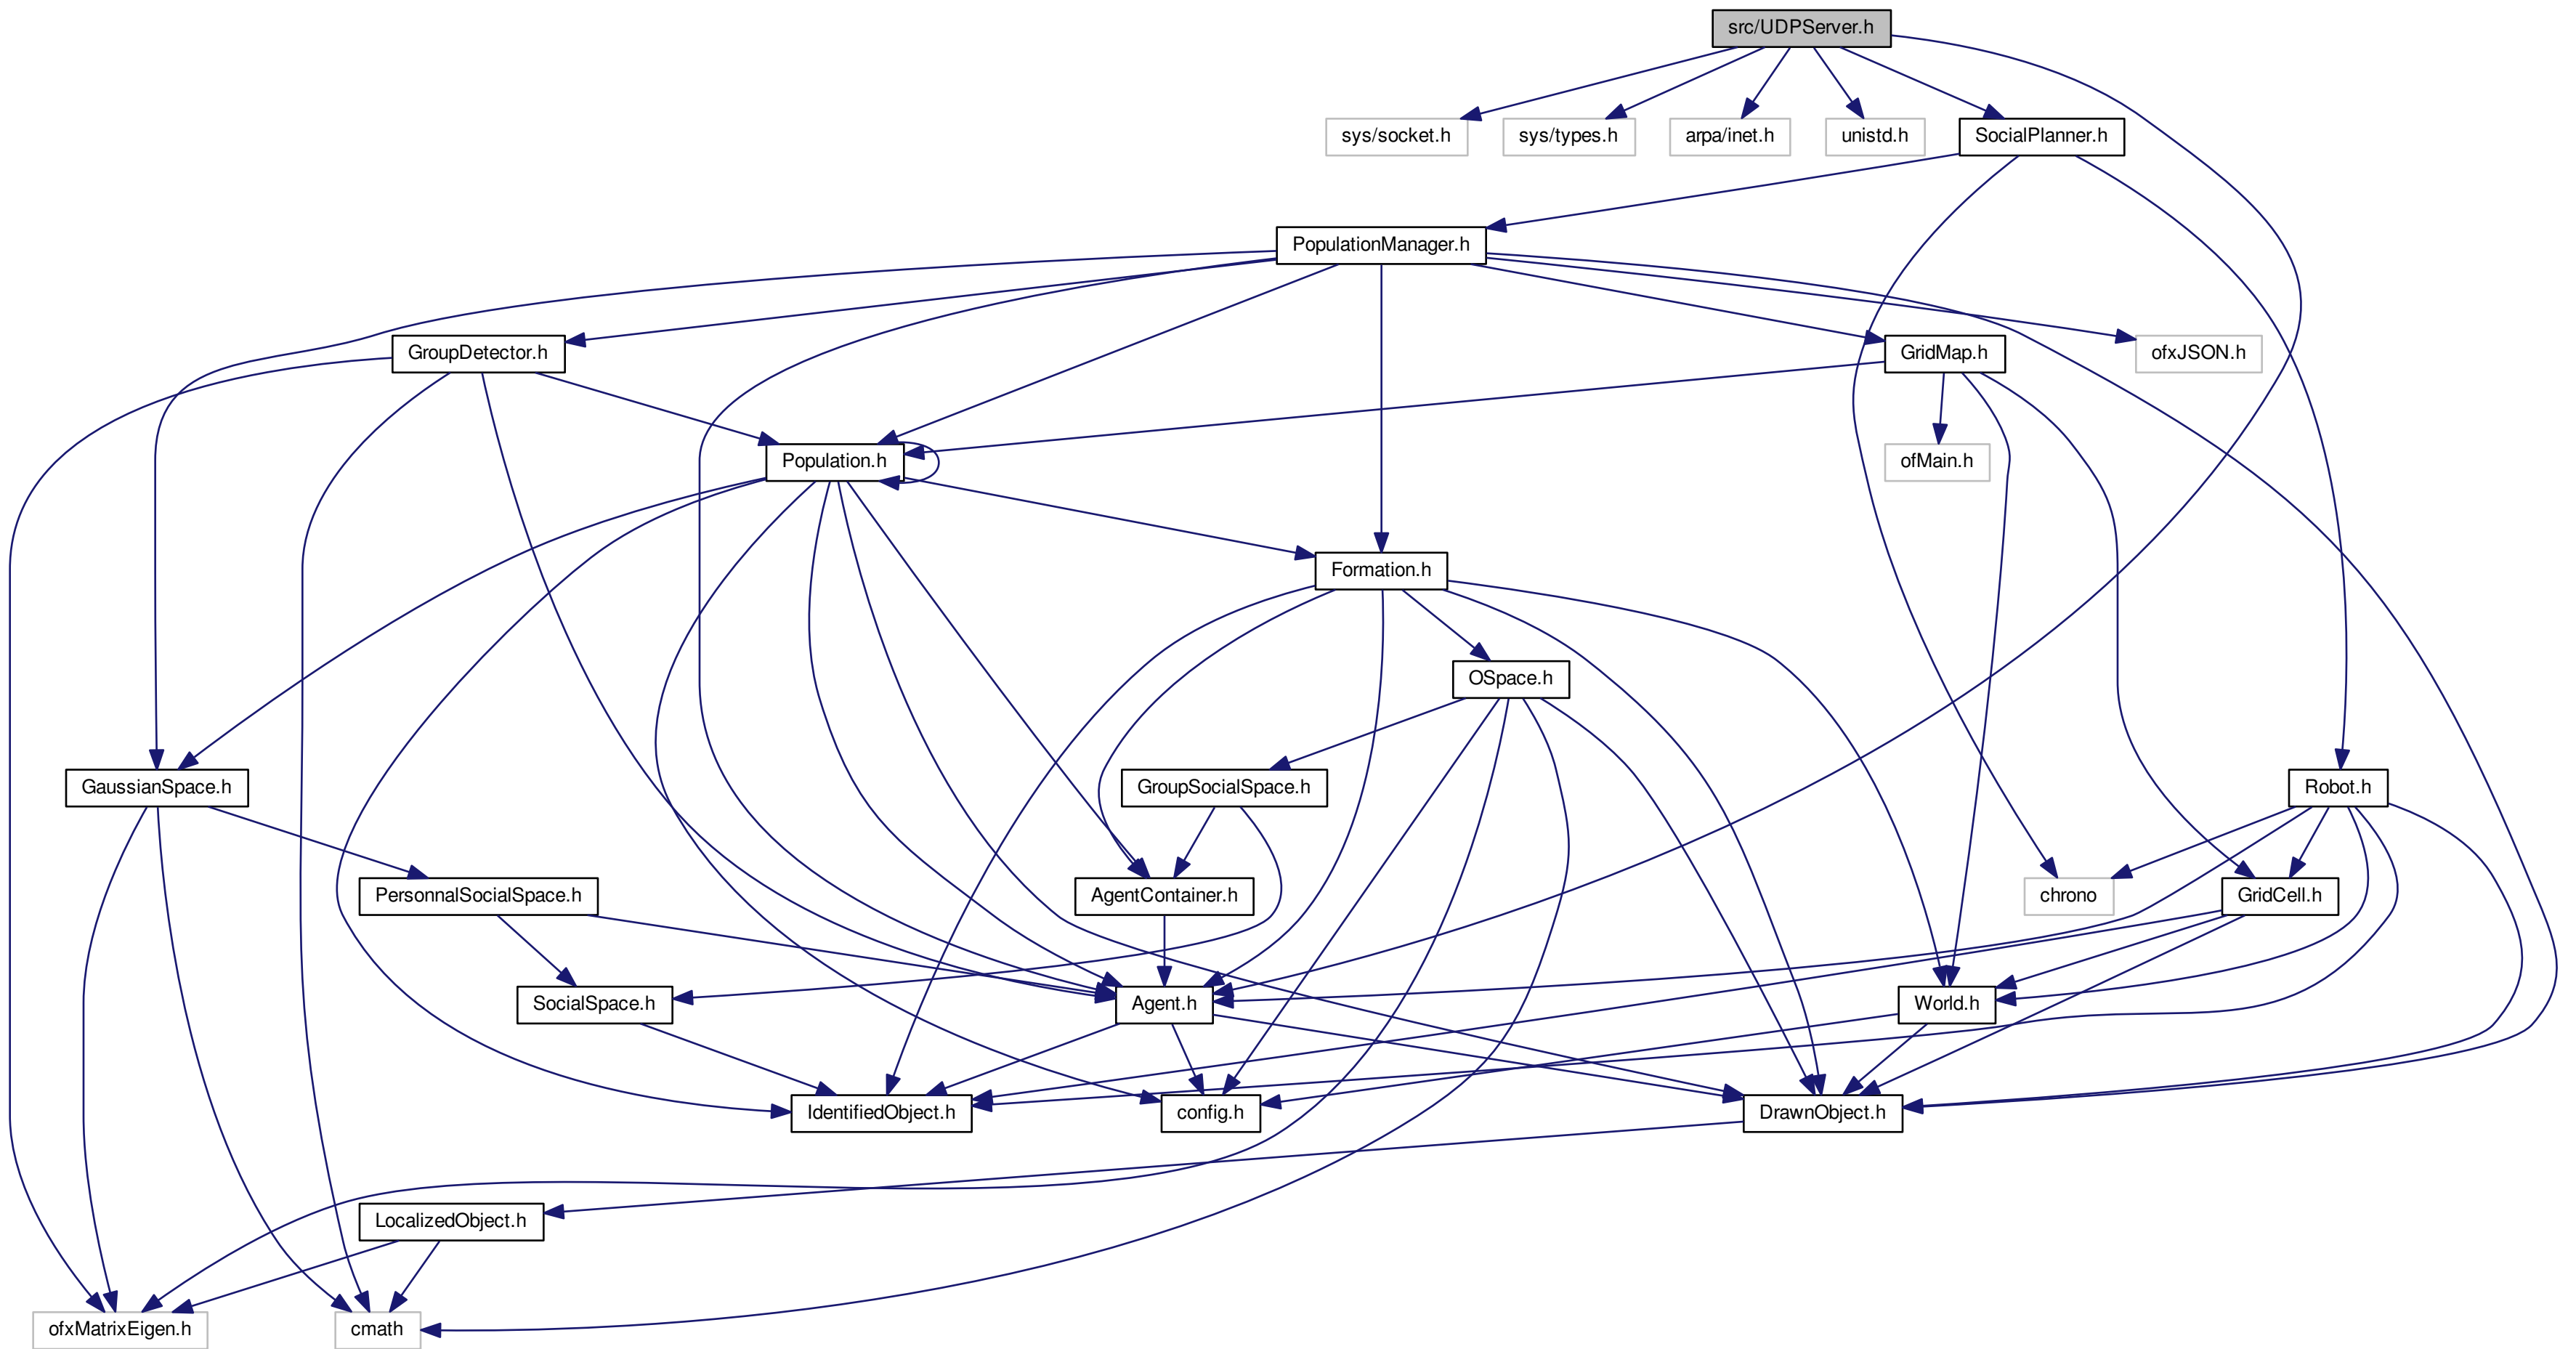 src/UDPServer.h
sys/socket.h
sys/types.h
arpa/inet.h
unistd.h
SocialPlanner.h
PopulationManager.h
GroupDetector.h
GridMap.h
ofxJSON.h
Population.h
ofMain.h
Formation.h
OSpace.h
GaussianSpace.h
GroupSocialSpace.h
Robot.h
PersonnalSocialSpace.h
AgentContainer.h
chrono
GridCell.h
SocialSpace.h
Agent.h
World.h
IdentifiedObject.h
config.h
DrawnObject.h
LocalizedObject.h
ofxMatrixEigen.h
cmath